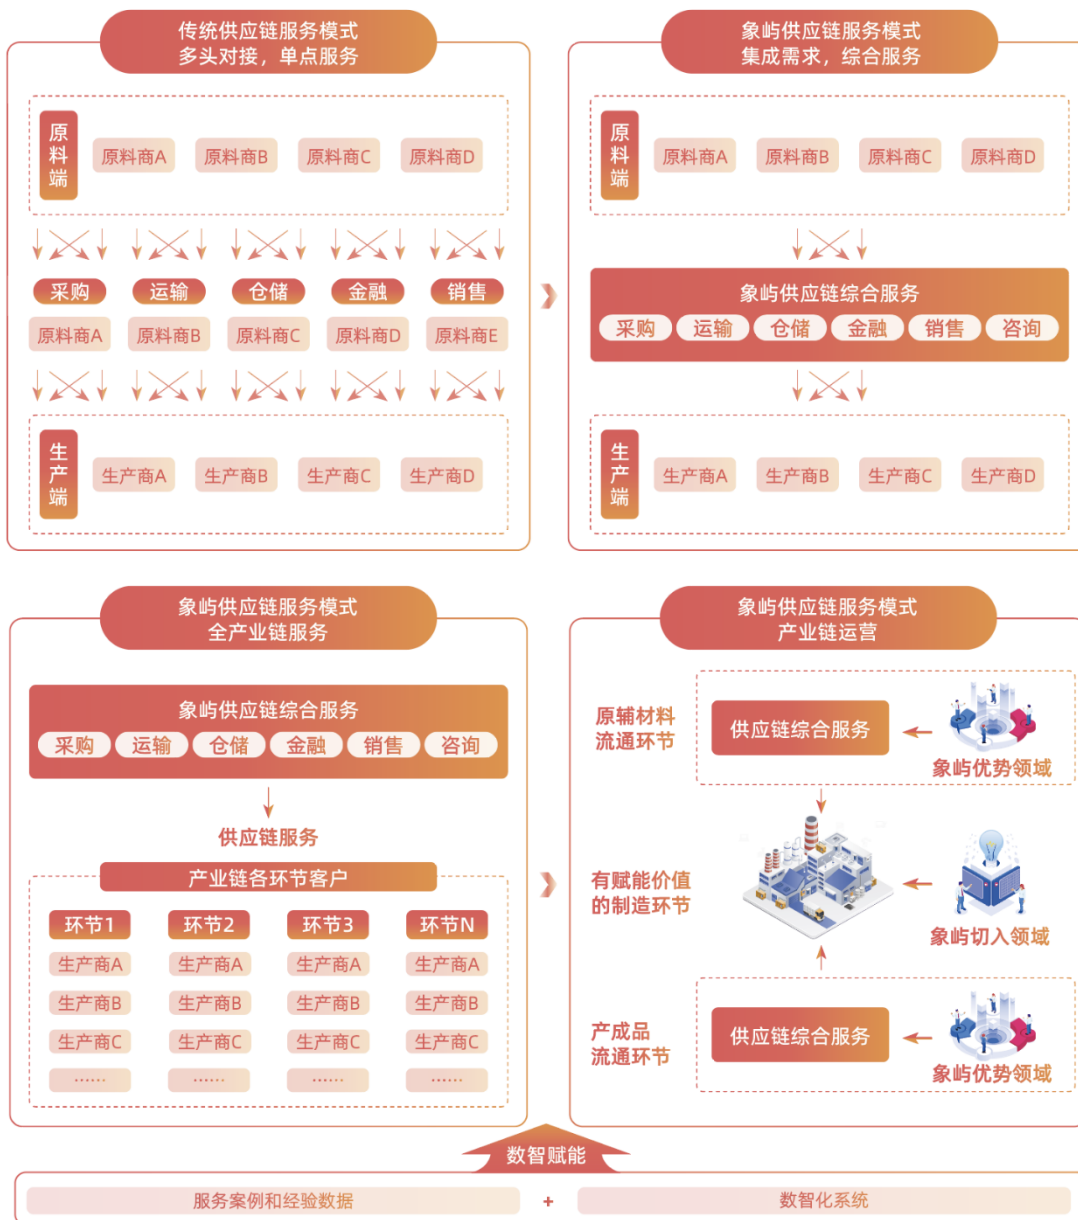 传统供应链服务模式
多头对接，单点服务
原料端
原料商A 原料商B 原料商C 原料商D
采购 运输 仓储 金融 销售
原料商A 原料商B 原料商C 原料商D 原料商E
生产端
生产商A 生产商B 生产商C 生产商D
象屿供应链服务模式
集成需求，综合服务
原料端
原料商A 原料商B 原料商C 原料商D
象屿供应链综合服务
采购 运输 仓储 金融 销售 咨询
生产端
生产商A 生产商B 生产商C 生产商D
象屿供应链服务模式
全产业链服务
象屿供应链综合服务
采购 运输 仓储 金融 销售 咨询
供应链服务
产业链各环节客户
环节1 环节2 环节3 环节N
生产商A 生产商A 生产商A 生产商A
生产商B 生产商B 生产商B 生产商B
生产商C 生产商C 生产商C 生产商C
…… …… …… ……
象屿供应链服务模式
产业链运营
原辅材料
流通环节
供应链综合服务
象屿优势领域
有赋能价值
的制造环节
象屿切入领域
产成品
流通环节
供应链综合服务
象屿优势领域
数智赋能
服务案例和经验数据 + 数智化系统